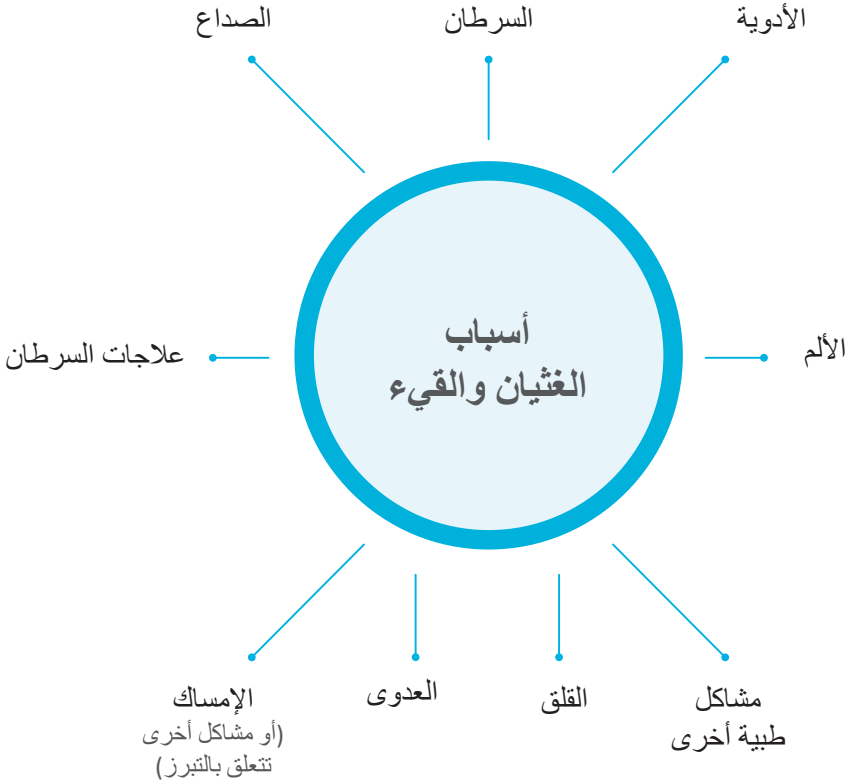 الأدوية
السرطان
الصداع
أسباب
الغثيان والقيء
الألم
علاجات السرطان
مشاكل
طبية أخرى
القلق
العدوى
الإمساك
(أو مشاكل أخرى
تتعلق بالتبرز)